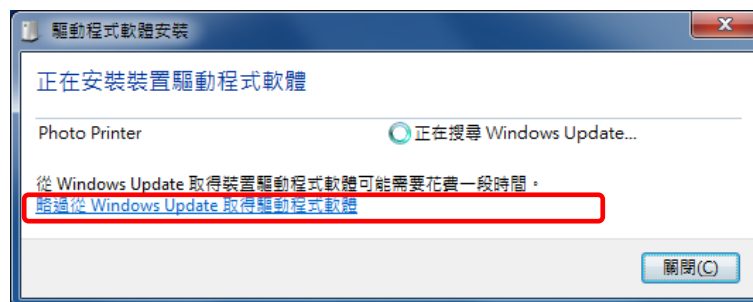 驅動程式軟體安裝
正在安裝裝置驅動程式軟體
Photo Printer 正在搜尋 Windows Update...
從 Windows Update 取得裝置驅動程式軟體可能需要花費一段時間。
略過從 Windows Update 取得驅動程式軟體
關閉(C)